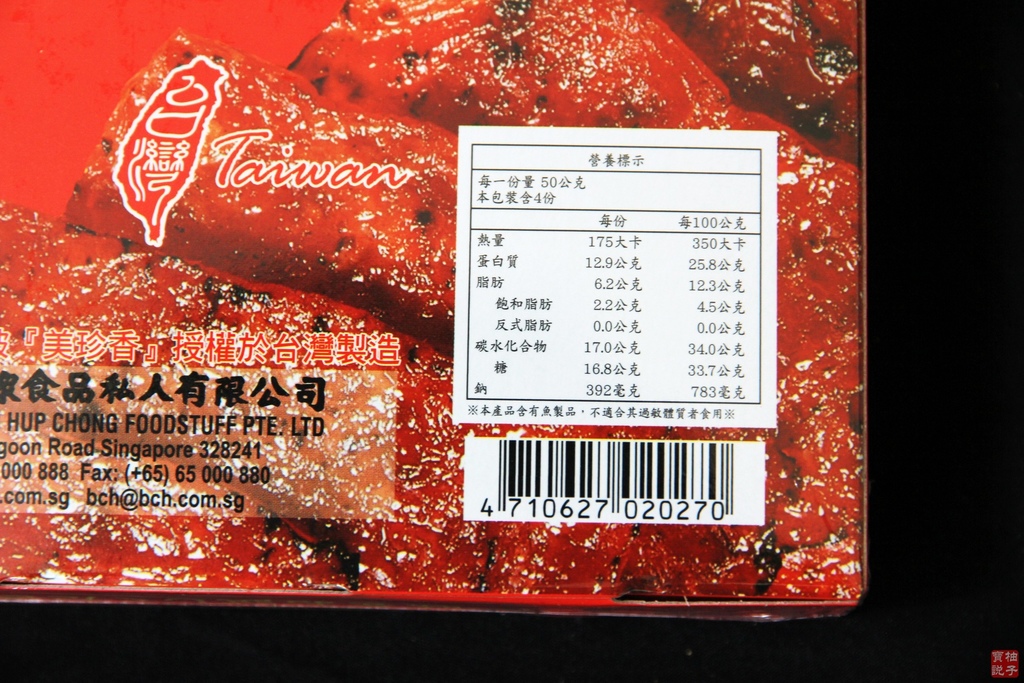 台灣
Taiwan
『美珍香』授權於台灣製造
食品私人有限公司
HUP CHONG FOODSTUFF PTE. LTD
goon Road Singapore 328241
000 888 Fax: (+65) 65 000 880
.com.sg bch@bch.com.sg
營養標示
每一份量 50公克
本包裝含4份
每份 每100公克
熱量 175大卡 350大卡
蛋白質 12.9公克 25.8公克
脂肪 6.2公克 12.3公克
飽和脂肪 2.2公克 4.5公克
反式脂肪 0.0公克 0.0公克
碳水化合物 17.0公克 34.0公克
糖 16.8公克 33.7公克
鈉 392毫克 783毫克
※本產品含有魚製品，不適合其過敏體質者食用※
4 710627 020270
柚子
寶說